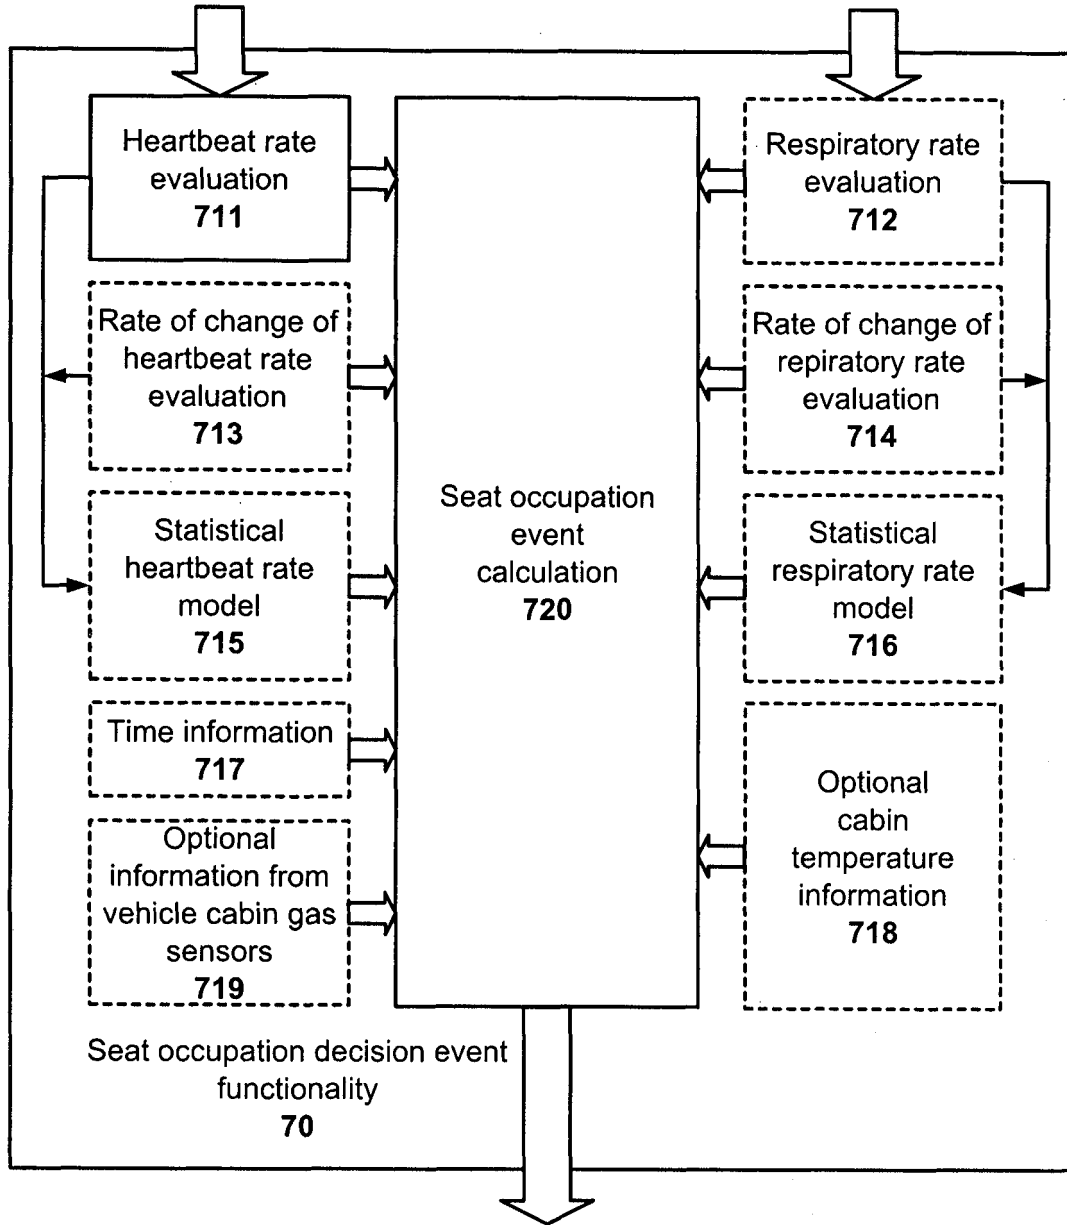 Heartbeat rate
evaluation
711
Respiratory rate
evaluation
712
Rate of change of
heartbeat rate
evaluation
713
Rate of change of
repiratory rate
evaluation
714
Statistical
heartbeat rate
model
715
Seat occupation
event
calculation
720
Statistical
respiratory rate
model
716
Time information
717
Optional
information from
vehicle cabin gas
sensors
719
Optional
cabin
temperature
information
718
Seat occupation decision event
functionality
70